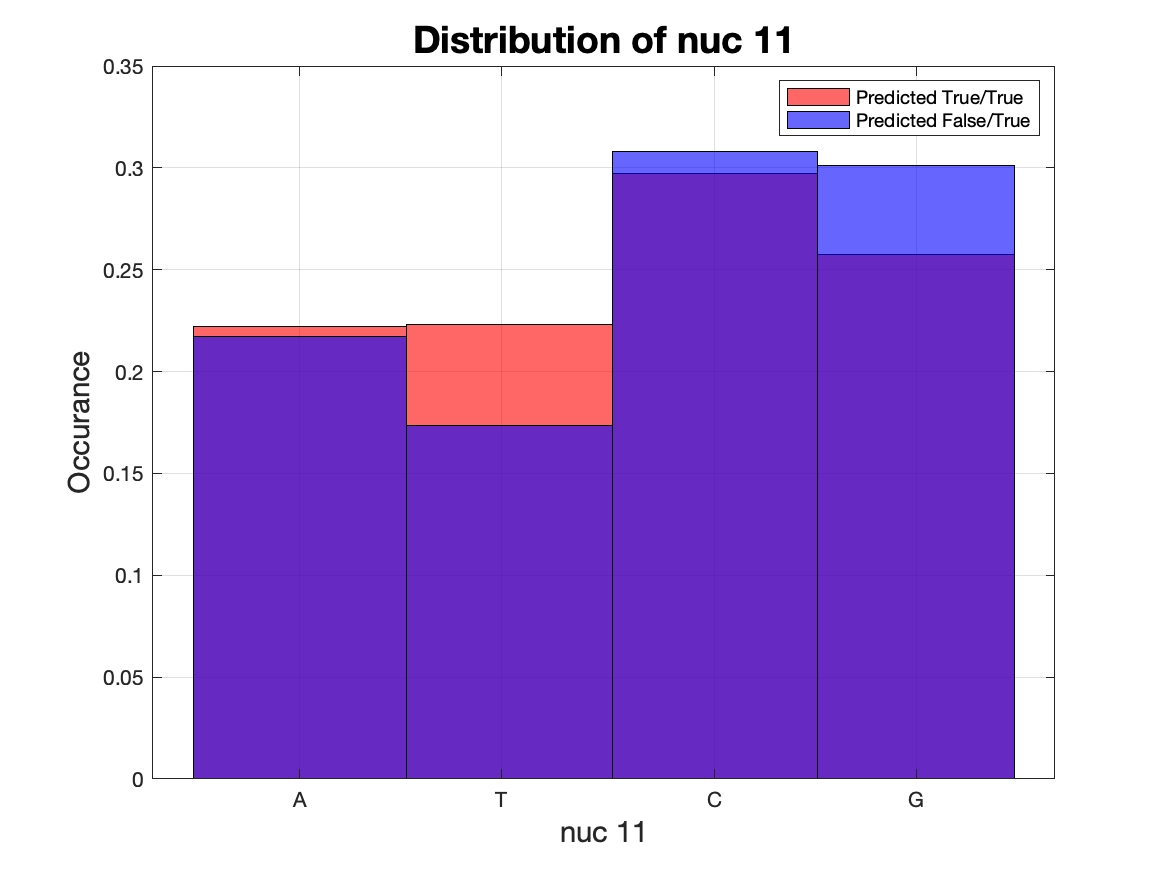 Distribution of nuc 11
0.35
0.3
0.25
0.2
0.15
0.1
0.05
0
Occurance
Predicted True/True
Predicted False/True
A T C G
nuc 11